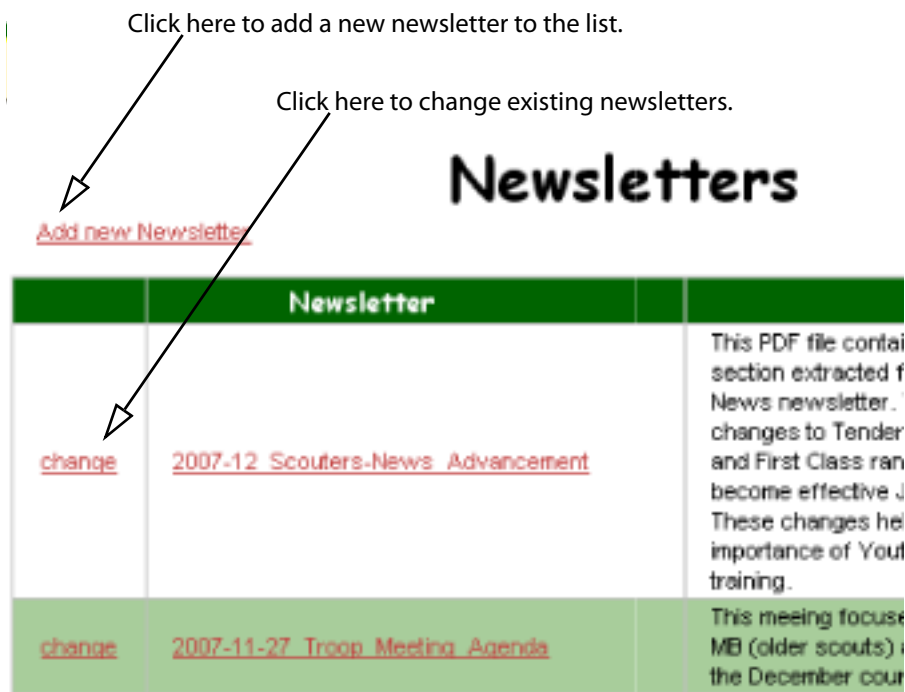 Click here to add a new newsletter to the list.
Click here to change existing newsletters.
Newsletters
Add new Newsletter
Newsletter
This PDF file contai
section extracted f
News newsletter.
changes to Tender
and First Class ran
change 2007-12_Scouters-News_Advancement
become effective J
These changes hel
importance of Yout
training.
This meeing focuse
change 2007-11-27_Troop_Meeting_Agenda
MB (older scouts) a
the December cour